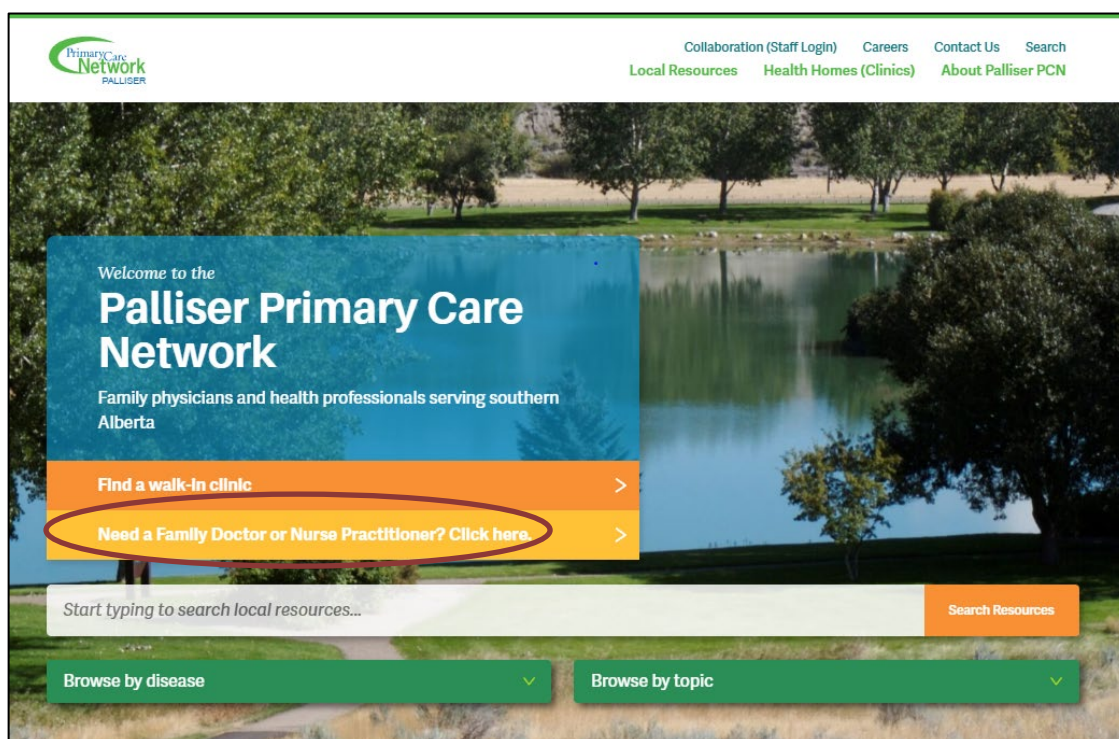 Primary Care
Network
PALLISER
Collaboration (Staff Login) Careers Contact Us Search
Local Resources Health Homes (Clinics) About Palliser PCN
Welcome to the
Palliser Primary Care
Network
Family physicians and health professionals serving southern
Alberta
Find a walk-in clinic
Need a Family Doctor or Nurse Practitioner? Click here.
Start typing to search local resources...
Search Resources
Browse by disease
Browse by topic